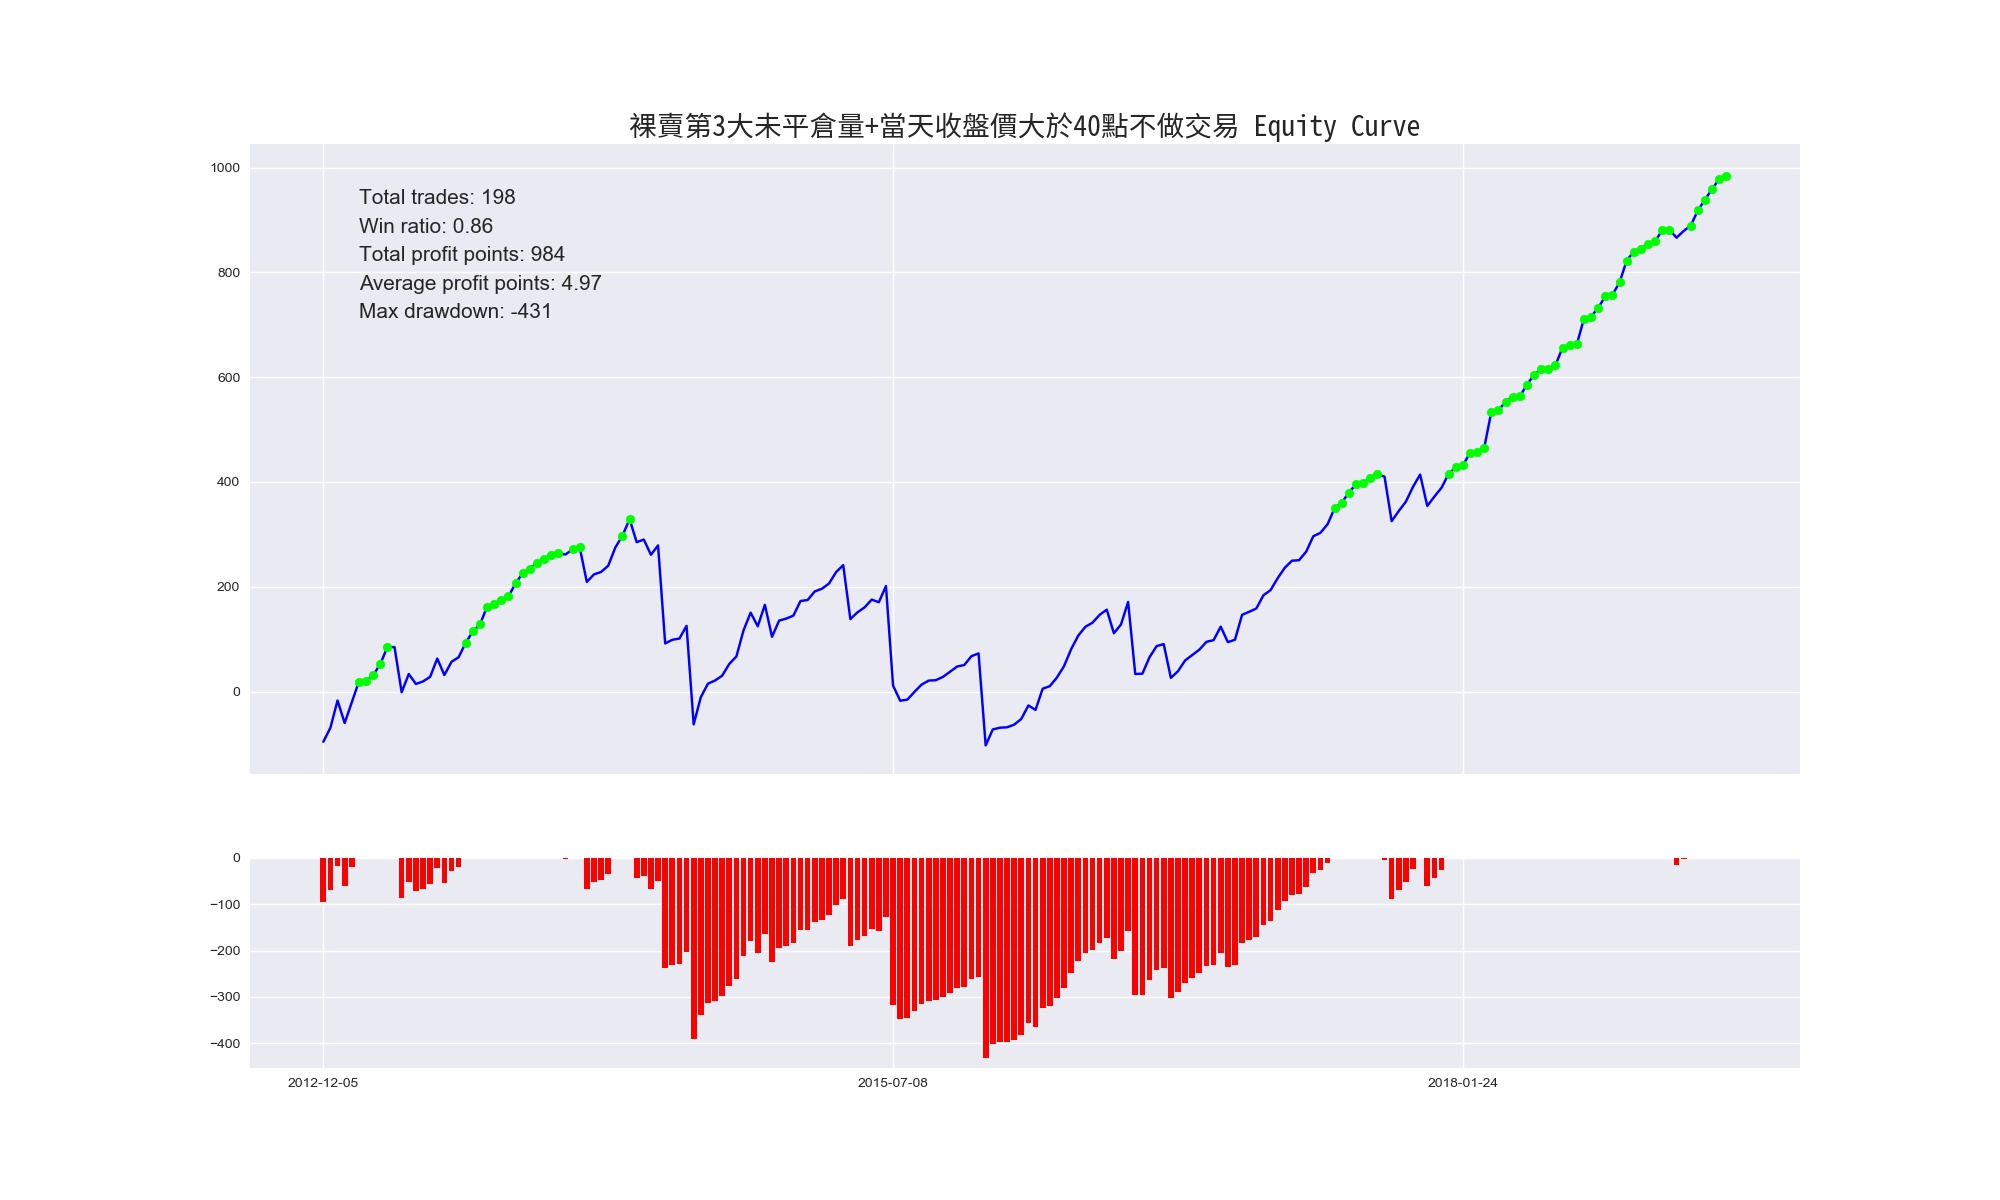 裸賣第3大未平倉量+當天收盤價大於40點不做交易 Equity Curve
1000
800
600
400
200
0
Total trades: 198
Win ratio: 0.86
Total profit points: 984
Average profit points: 4.97
Max drawdown: -431
0
−100
−200
−300
−400
2012-12-05
2015-07-08
2018-01-24